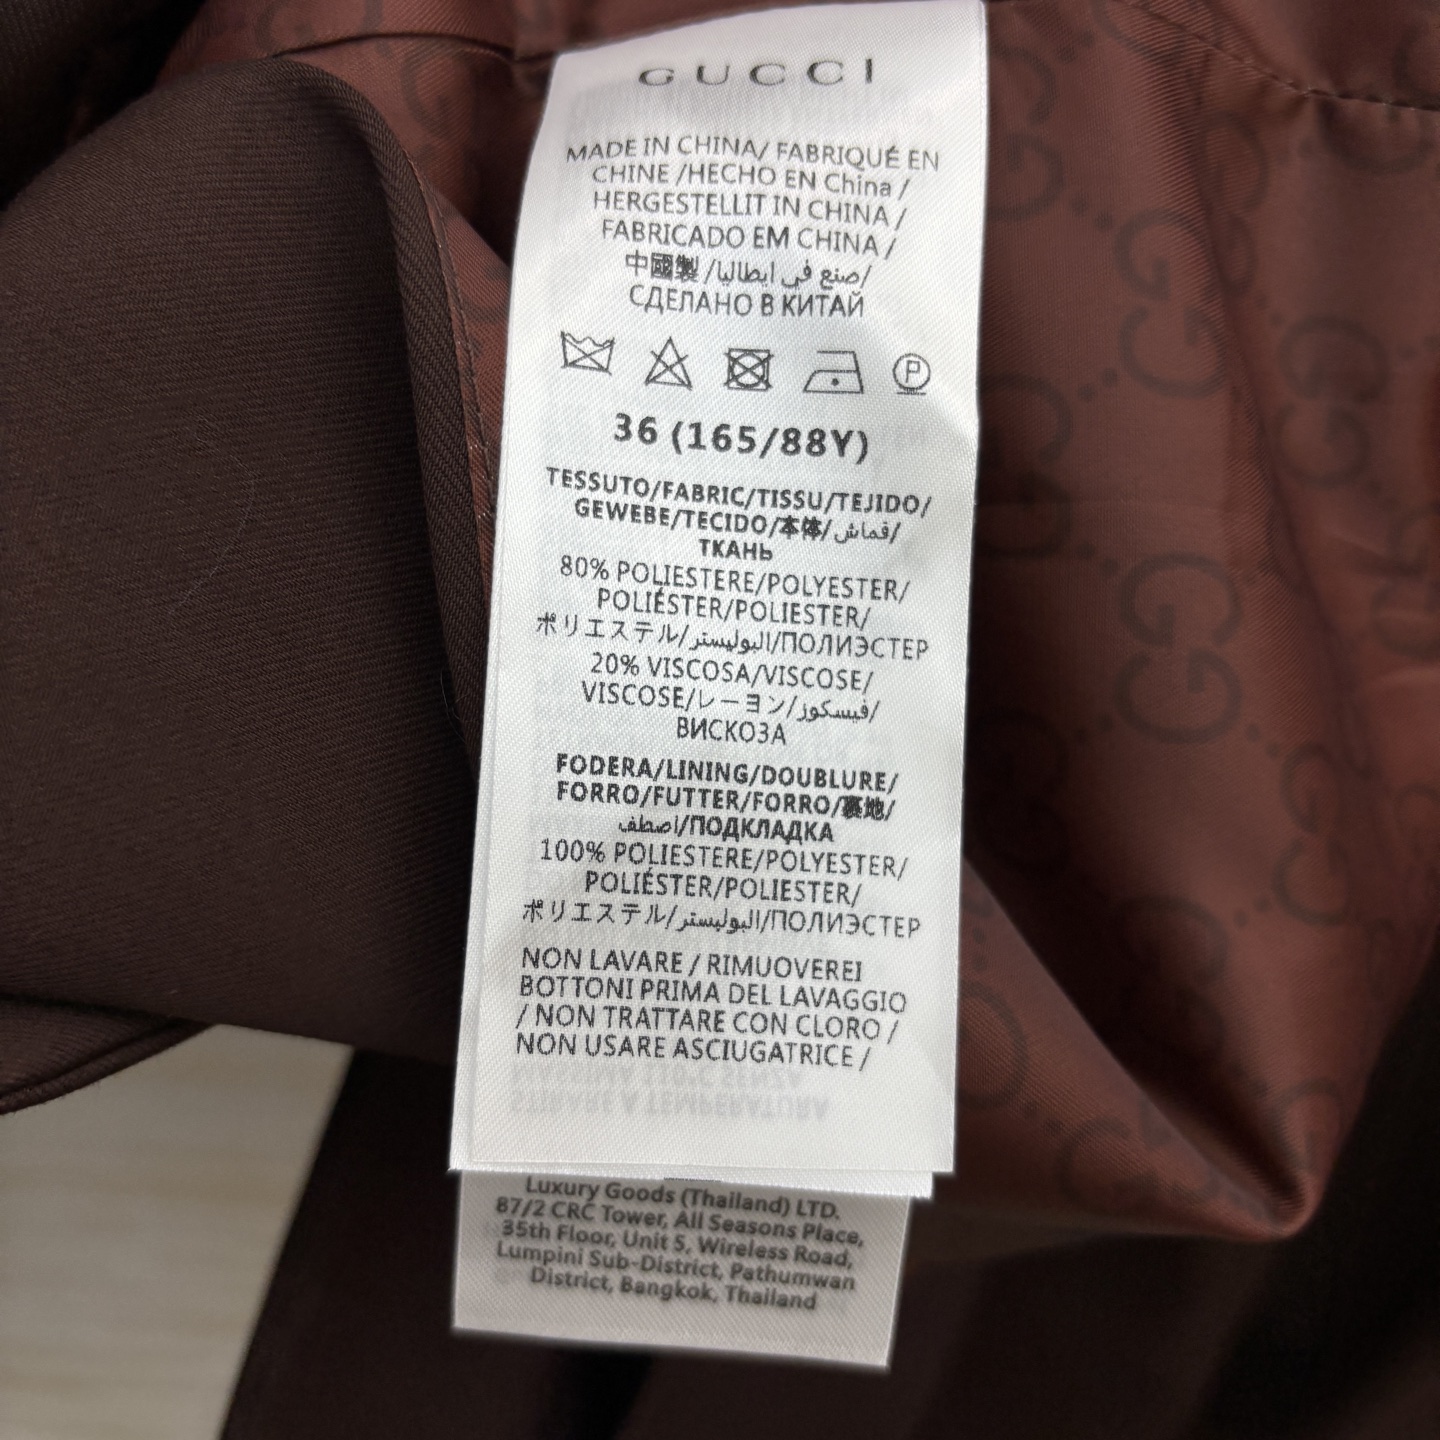 GUCCI
MADE IN CHINA/ FABRIQUÉ EN
CHINE /HECHO EN China /
HERGESTELLIT IN CHINA /
FABRICADO EM CHINA /
中國製 /صنع في ايطاليا/
СДЕЛАНО В КИТАЙ
P
36 (165/88Y)
TESSUTO/FABRIC/TISSU/TEJIDO/
GEWEBE/TECIDO/本体/قماش/
ТКАНЬ
80% POLIESTERE/POLYESTER/
POLIÉSTER/POLIESTER/
ポリエステル/البوليستر/ПОЛИЭСТЕР
20% VISCOSA/VISCOSE/
VISCOSE/レーヨン/فيسكوز/
ВИСКОЗА
FODERA/LINING/DOUBLURE/
FORRO/FUTTER/FORRO/裏地/
اصطف/ПОДКЛАДКА
100% POLIESTERE/POLYESTER/
POLIÉSTER/POLIESTER/
ポリエステル/البوليستر/ПОЛИЭСТЕР
NON LAVARE / RIMUOVEREI
BOTTONI PRIMA DEL LAVAGGIO
/ NON TRATTARE CON CLORO /
NON USARE ASCIUGATRICE /
Luxury Goods (Thailand) LTD.
87/2 CRC Tower, All Seasons Place,
35th Floor, Unit 5, Wireless Road,
Lumpini Sub-District, Pathumwan
District, Bangkok, Thailand